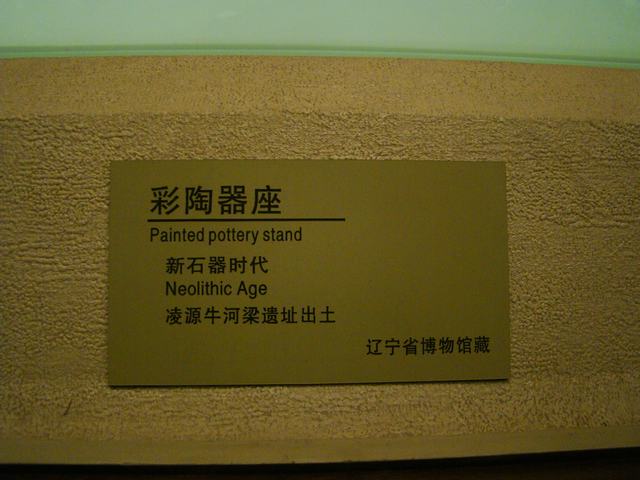 彩陶器座
Painted pottery stand
新石器时代
Neolithic Age
凌源牛河梁遗址出土
辽宁省博物馆藏